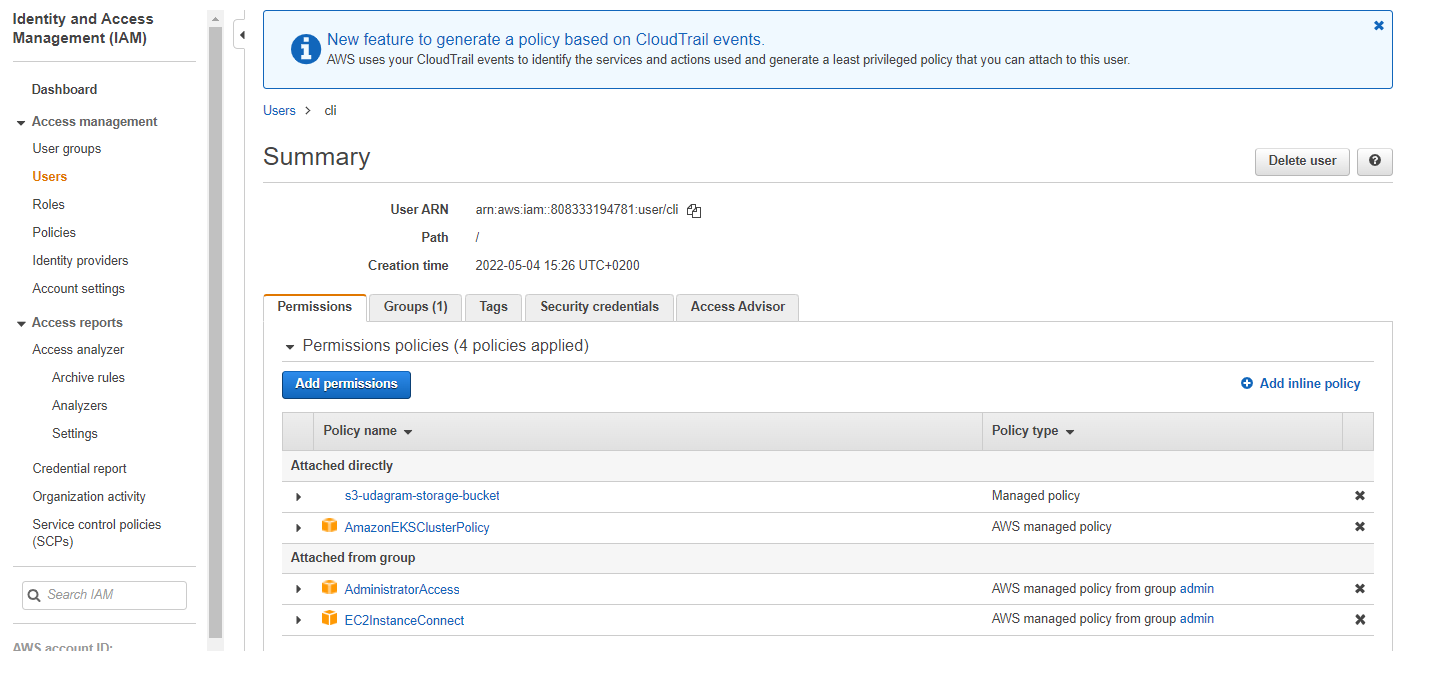 Identity and Access
Management (IAM)
Dashboard
Access management
User groups
Users
Roles
Policies
Identity providers
Account settings
Access reports
Access analyzer
Archive rules
Analyzers
Settings
Credential report
Organization activity
Service control policies
(SCPs)
Search IAM
AWS account ID:
New feature to generate a policy based on CloudTrail events.
AWS uses your CloudTrail events to identify the services and actions used and generate a least privileged policy that you can attach to this user.
Users > cli
Summary
Delete user
User ARN arn:aws:iam::808333194781:user/cli
Path /
Creation time 2022-05-04 15:26 UTC+0200
Permissions Groups (1) Tags Security credentials Access Advisor
Permissions policies (4 policies applied)
Add permissions Add inline policy
Policy name Policy type
Attached directly
s3-udagram-storage-bucket Managed policy
AmazonEKSClusterPolicy AWS managed policy
Attached from group
AdministratorAccess AWS managed policy from group admin
EC2InstanceConnect AWS managed policy from group admin